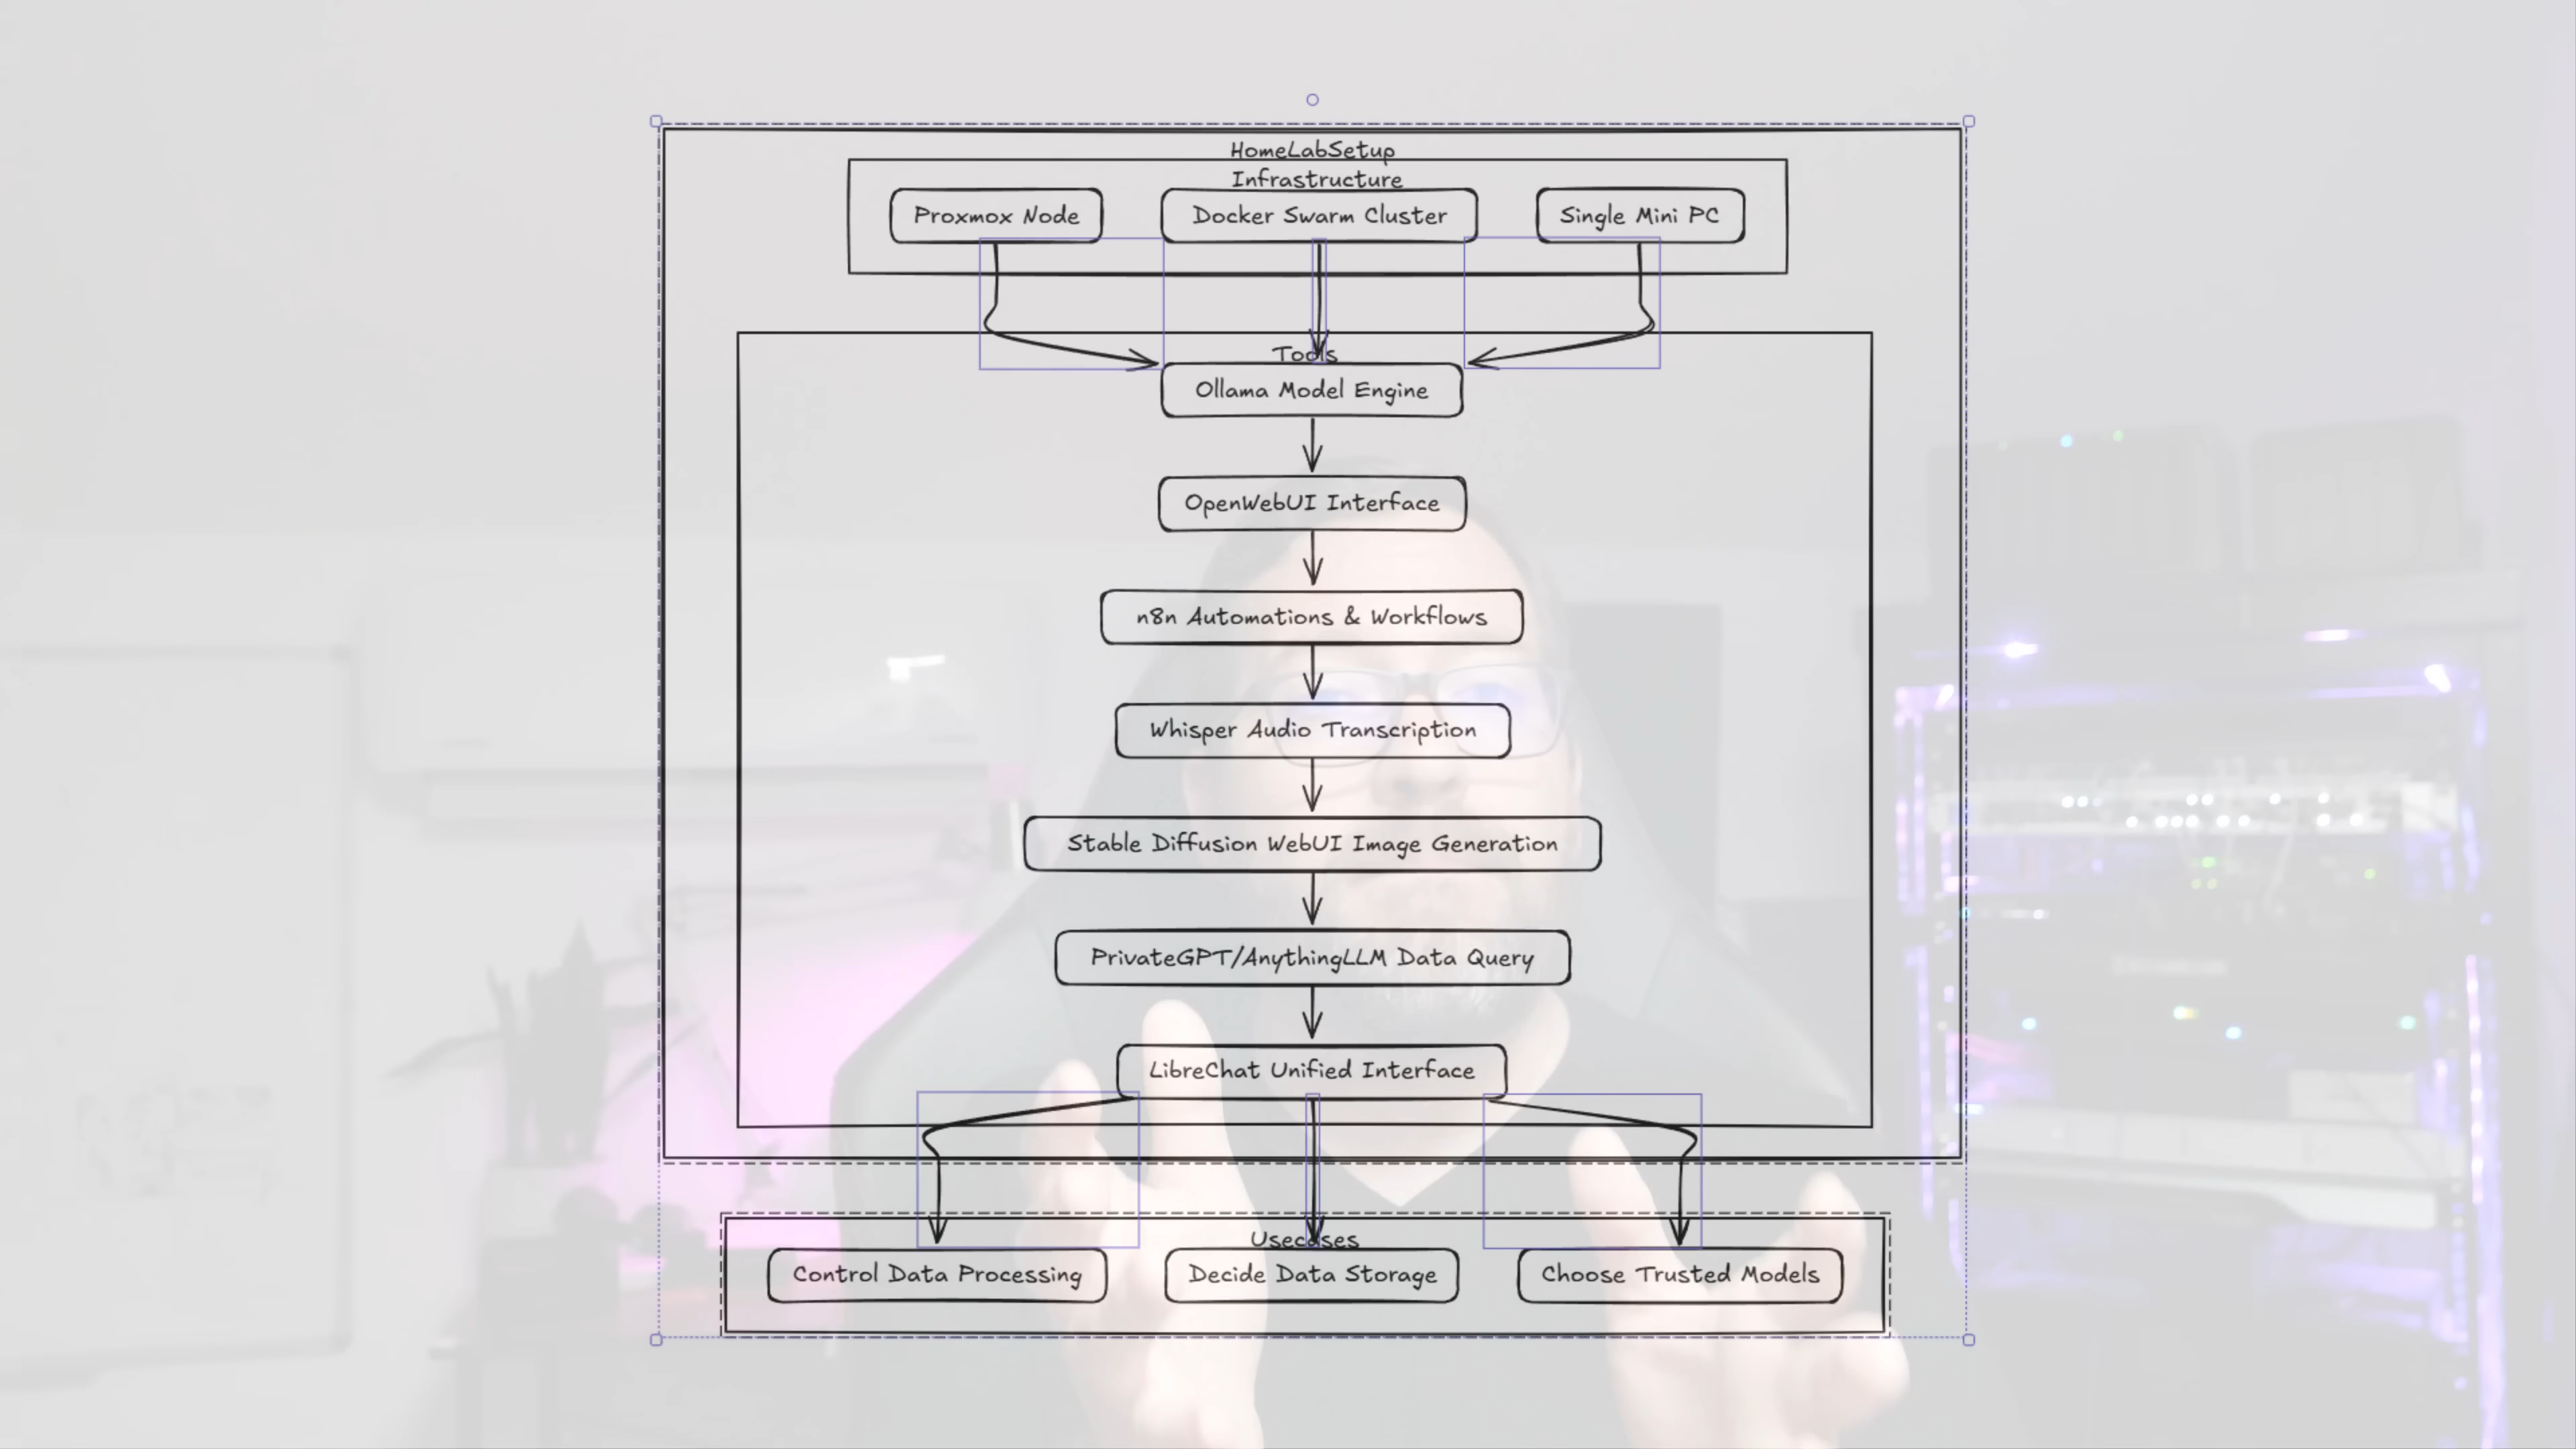 HomeLabSetup
Infrastructure
Proxmox Node
Docker Swarm Cluster
Single Mini PC
Tools
Ollama Model Engine
OpenWebUI Interface
n8n Automations & Workflows
Whisper Audio Transcription
Stable Diffusion WebUI Image Generation
PrivateGPT/AnythingLLM Data Query
LibreChat Unified Interface
Usecases
Control Data Processing
Decide Data Storage
Choose Trusted Models